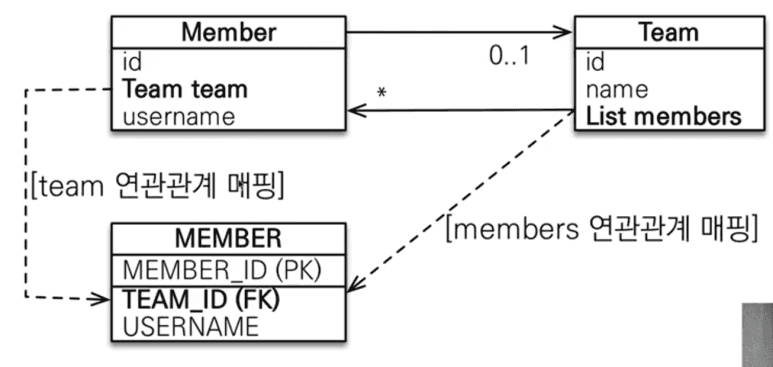 Member
id
Team team
username
0..1
*
Team
id
name
List members
[team 연관관계 매핑]
[members 연관관계 매핑]
MEMBER
MEMBER_ID (PK)
TEAM_ID (FK)
USERNAME